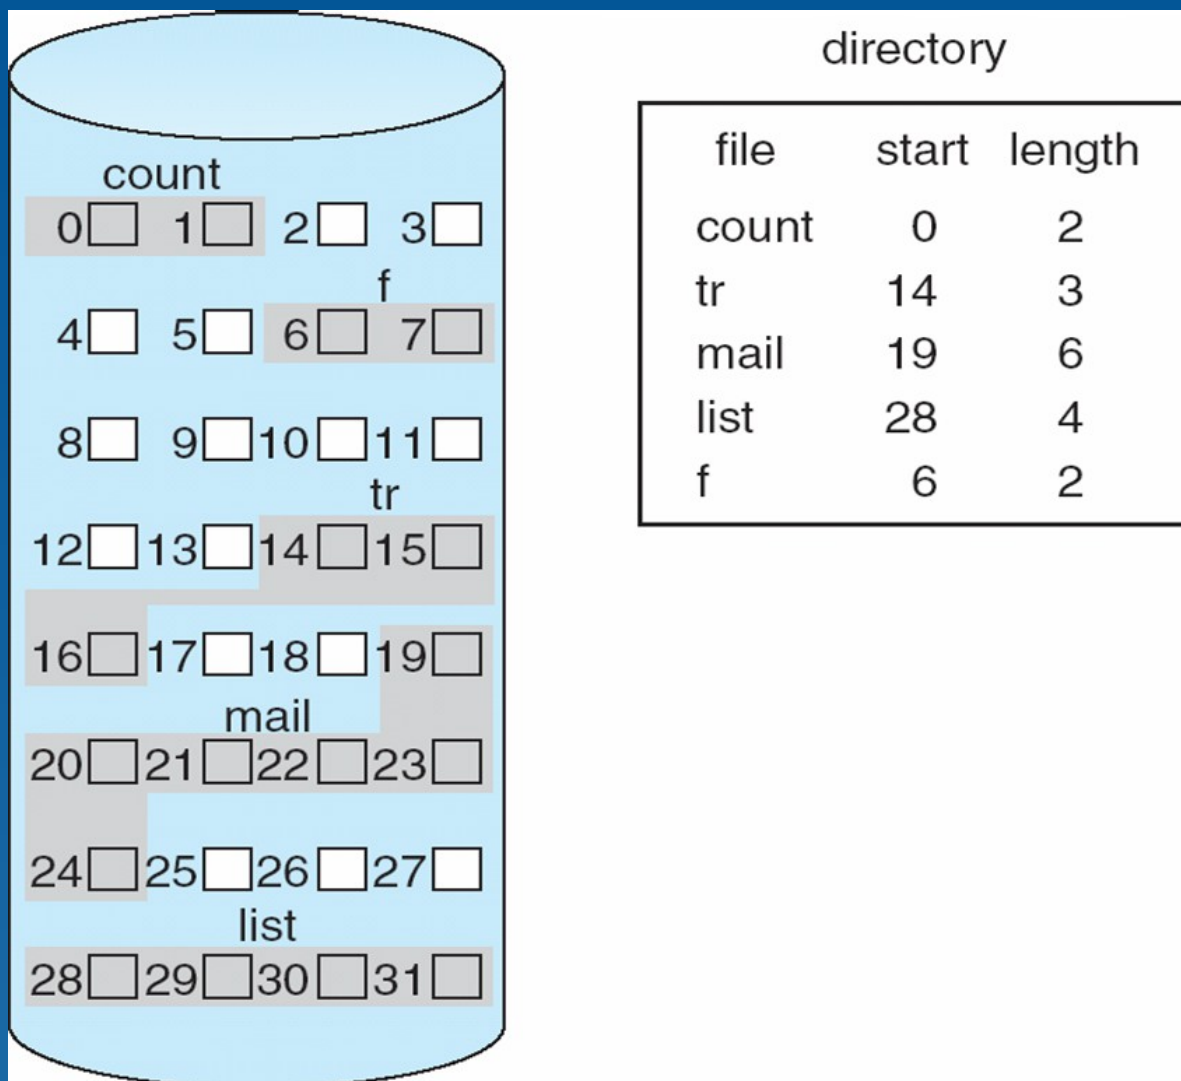 directory
file start length
count 0 2
tr 14 3
mail 19 6
list 28 4
f 6 2
count
0 1 2 3
f
4 5 6 7
8 9 10 11
tr
12 13 14 15
16 17 18 19
mail
20 21 22 23
24 25 26 27
list
28 29 30 31